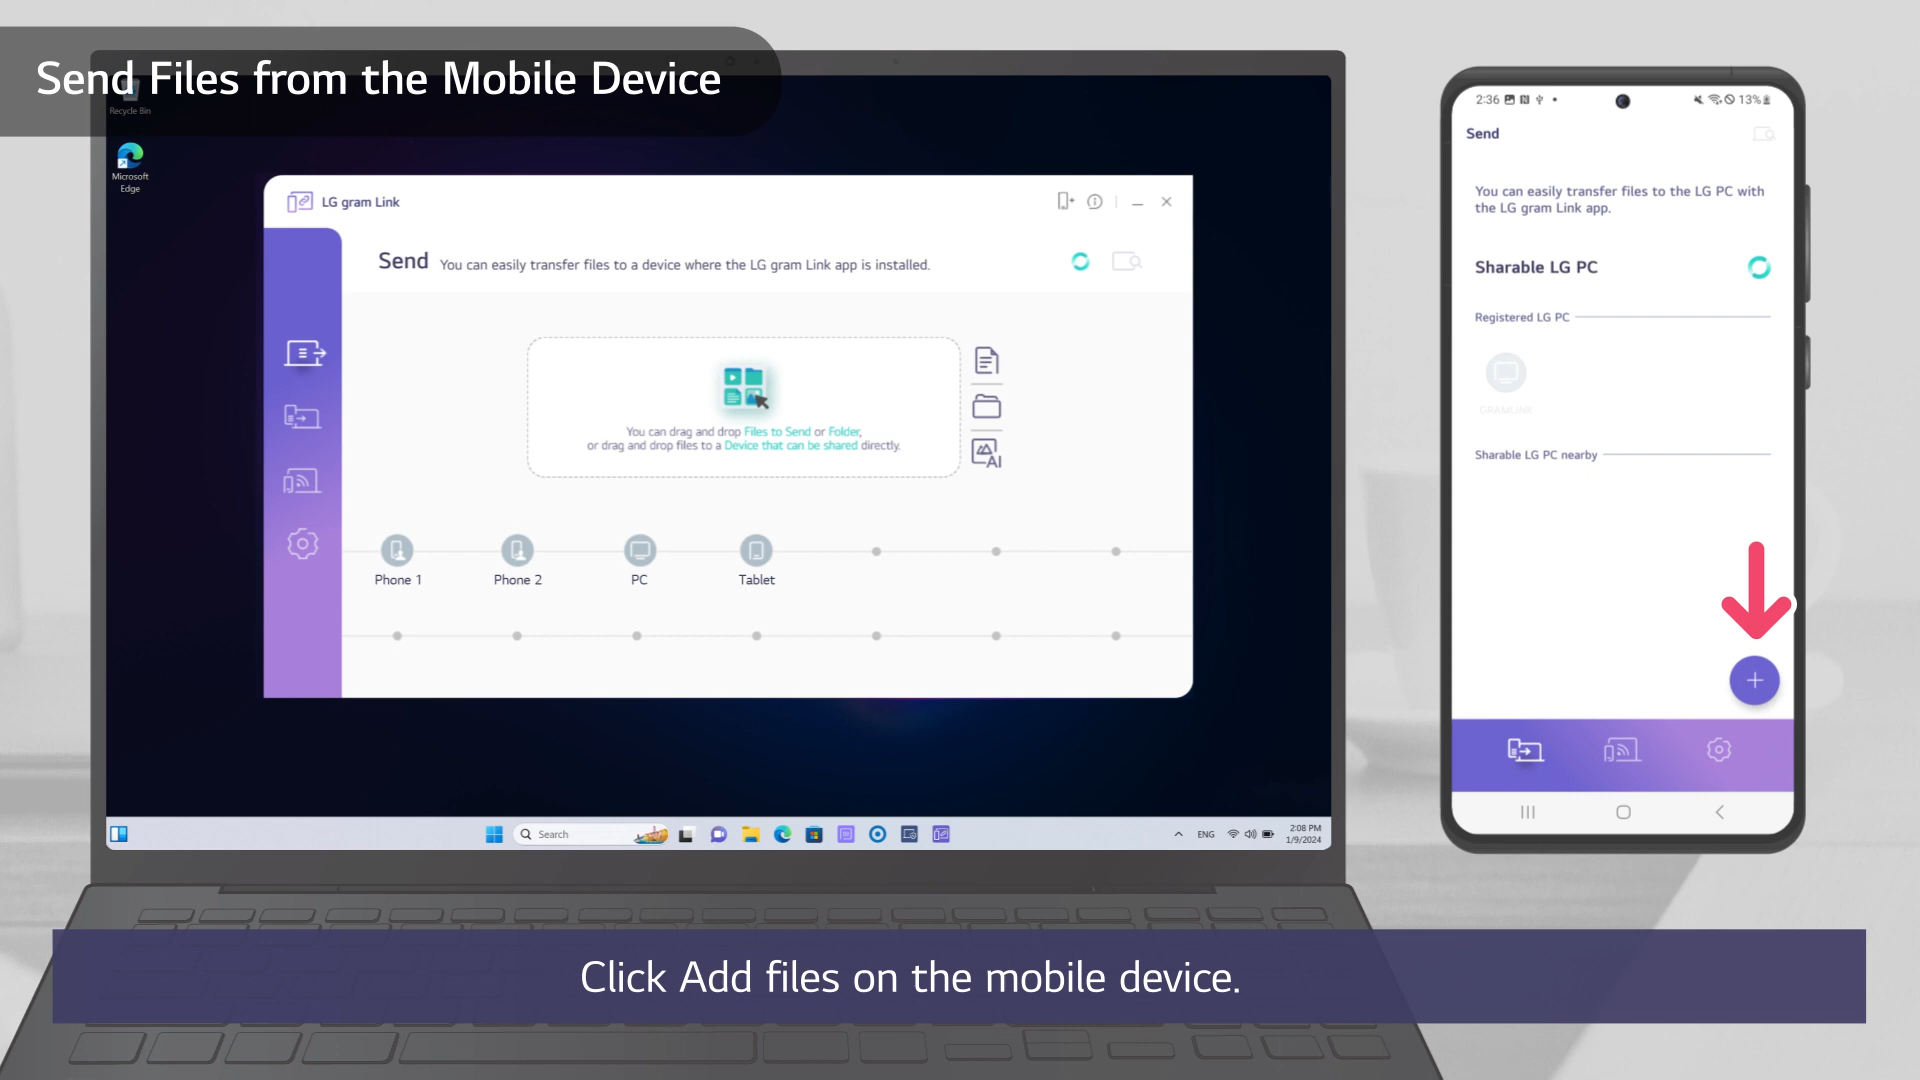 Send Files from the Mobile Device
Recycle Bin
Microsoft
Edge
LG gram Link
Send You can easily transfer files to a device where the LG gram Link app is installed.
You can drag and drop Files to Send or Folder,
or drag and drop files to a Device that can be shared directly.
AI
Phone 1
Phone 2
PC
Tablet
Search
ENG
2:08 PM
1/9/2024
2:36
13%
Send
You can easily transfer files to the LG PC with
the LG gram Link app.
Sharable LG PC
Registered LG PC
GRAMLINK
Sharable LG PC nearby
Click Add files on the mobile device.